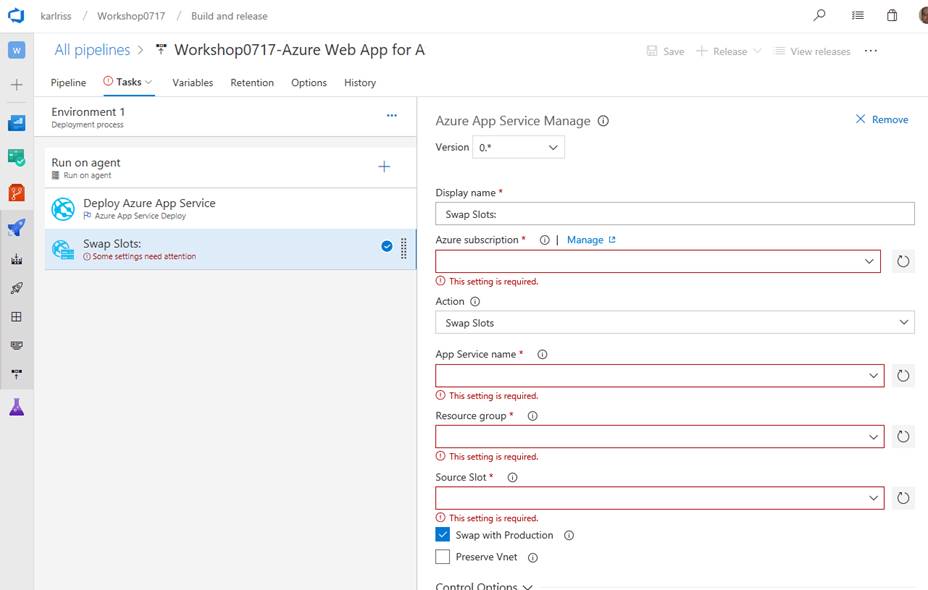 karlriss / Workshop0717 / Build and release
W
All pipelines > Workshop0717-Azure Web App for A
Save + Release View releases ...
Pipeline Tasks Variables Retention Options History
Environment 1 ...
Deployment process
Run on agent +
Run on agent
Deploy Azure App Service
Azure App Service Deploy
Swap Slots:
Some settings need attention
Azure App Service Manage
Remove
Version 0.*
Display name *
Swap Slots:
Azure subscription * | Manage
This setting is required.
Action
Swap Slots
App Service name *
This setting is required.
Resource group *
This setting is required.
Source Slot *
This setting is required.
Swap with Production
Preserve Vnet
Control Options